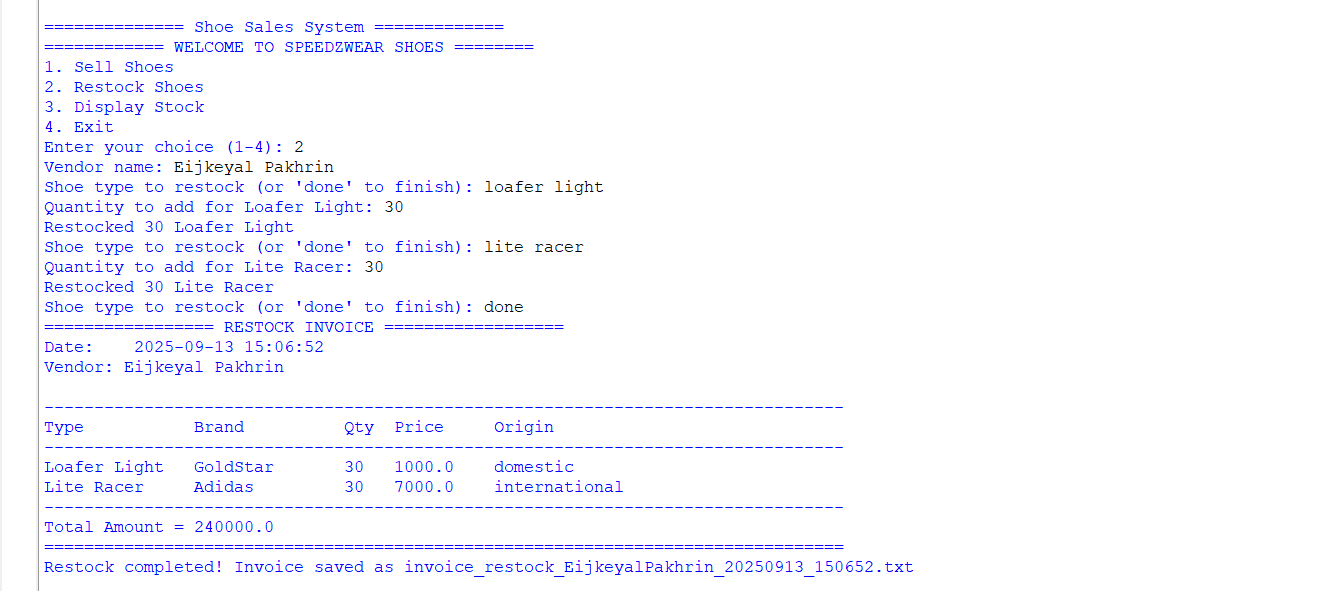 ============== Shoe Sales System =============
============ WELCOME TO SPEEDZWEAR SHOES ========
1. Sell Shoes
2. Restock Shoes
3. Display Stock
4. Exit
Enter your choice (1-4): 2
Vendor name: Eijkeyal Pakhrin
Shoe type to restock (or 'done' to finish): loafer light
Quantity to add for Loafer Light: 30
Restocked 30 Loafer Light
Shoe type to restock (or 'done' to finish): lite racer
Quantity to add for Lite Racer: 30
Restocked 30 Lite Racer
Shoe type to restock (or 'done' to finish): done
================= RESTOCK INVOICE ==================
Date:    2025-09-13 15:06:52
Vendor: Eijkeyal Pakhrin
--------------------------------------------------------------------------------
Type           Brand          Qty  Price     Origin
--------------------------------------------------------------------------------
Loafer Light   GoldStar       30   1000.0    domestic
Lite Racer     Adidas         30   7000.0    international
--------------------------------------------------------------------------------
Total Amount = 240000.0
================================================================================
Restock completed! Invoice saved as invoice_restock_EijkeyalPakhrin_20250913_150652.txt